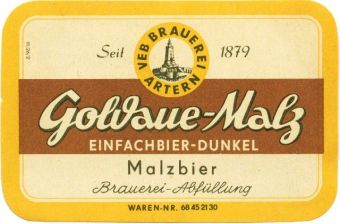 VEB BRAUEREI
ARTERN
Seit 1879
Goldaue-Malz
EINFACHBIER-DUNKEL
Malzbier
Brauerei-Abfüllung
WAREN-NR. 68 45 21 30